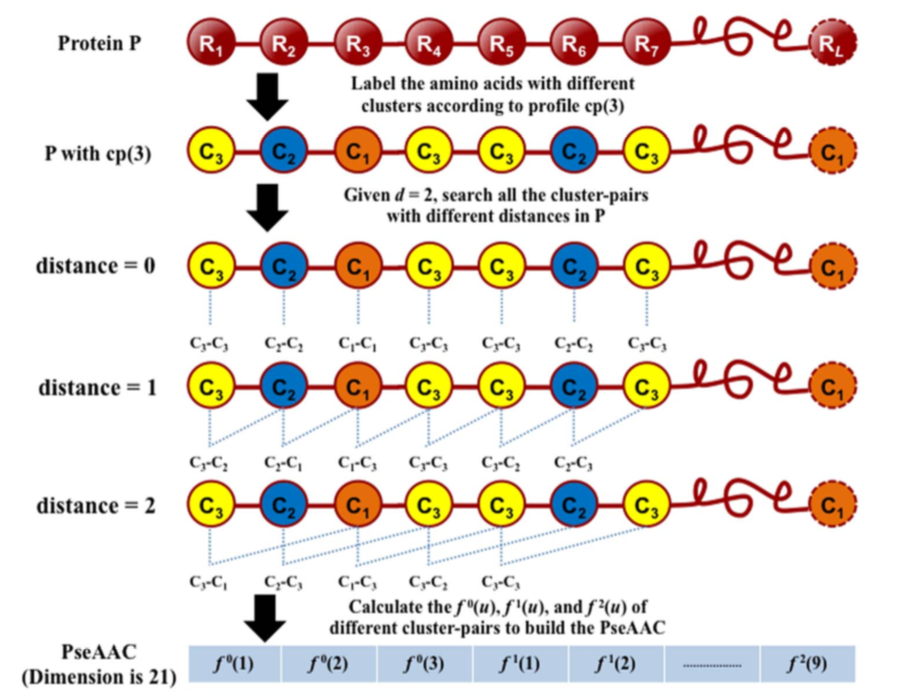 Protein P
R₁ R₂ R₃ R₄ R₅ R₆ R₇ R_L
Label the amino acids with different
clusters according to profile cp(3)
P with cp(3)
C₃ C₂ C₁ C₃ C₃ C₂ C₃ C₁
Given d = 2, search all the cluster-pairs
with different distances in P
distance = 0
C₃ C₂ C₁ C₃ C₃ C₂ C₃ C₁
C₃-C₃ C₂-C₂ C₁-C₁ C₃-C₃ C₃-C₃ C₂-C₂ C₃-C₃
distance = 1
C₃ C₂ C₁ C₃ C₃ C₂ C₃ C₁
C₃-C₂ C₂-C₁ C₁-C₃ C₃-C₃ C₃-C₂ C₂-C₃
distance = 2
C₃ C₂ C₁ C₃ C₃ C₂ C₃ C₁
C₃-C₁ C₂-C₃ C₁-C₃ C₃-C₂ C₃-C₃
Calculate the f⁰(u), f¹(u), and f²(u) of
different cluster-pairs to build the PseAAC
PseAAC
(Dimension is 21)
f⁰(1) f⁰(2) f⁰(3) f¹(1) f¹(2) ................ f²(9)